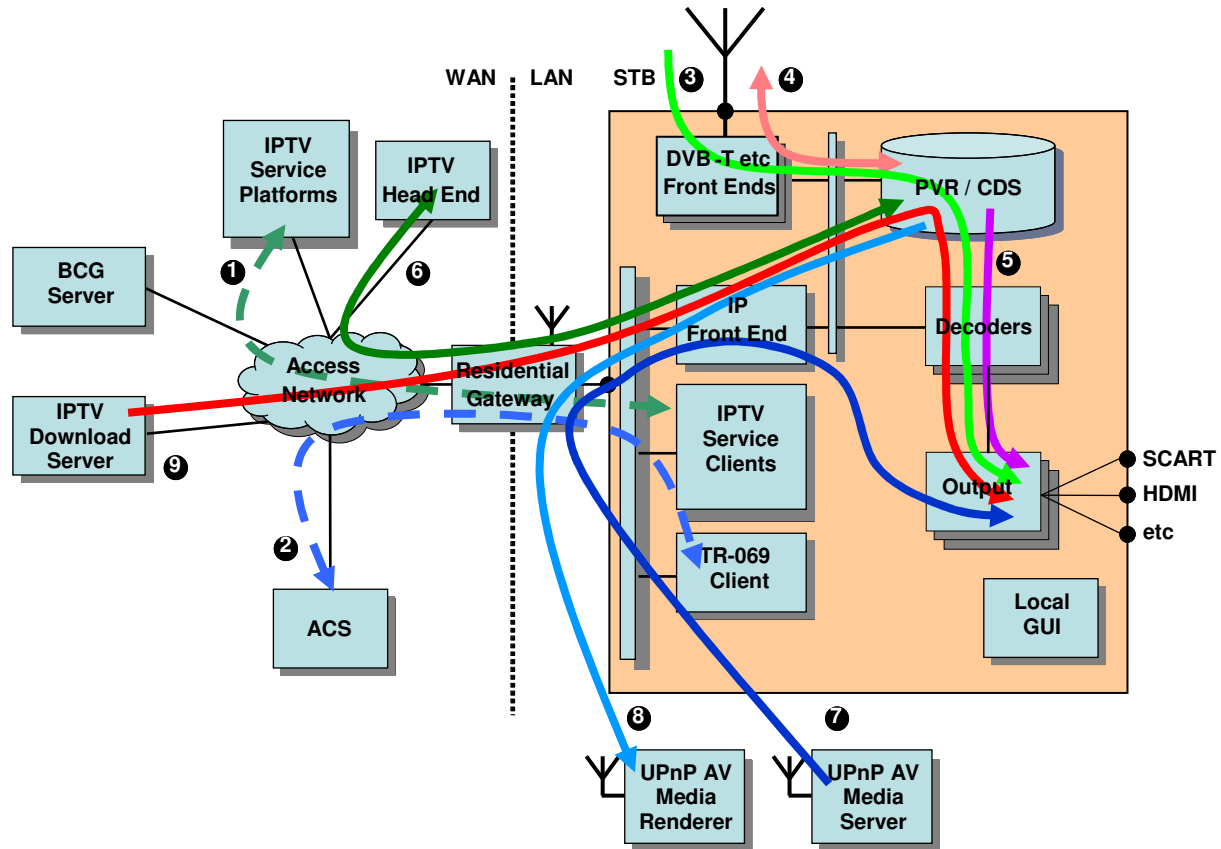 WAN
LAN
STB
3
4
IPTV
Service
Platforms
IPTV
Head End
DVB -T etc
Front Ends
PVR / CDS
1
6
5
BCG
Server
IP
Front End
Decoders
Access
Network
Residential
Gateway
IPTV
Download
Server
9
IPTV
Service
Clients
Output
SCART
HDMI
etc
2
TR-069
Client
ACS
Local
GUI
8
7
UPnP AV
Media
Renderer
UPnP AV
Media
Server